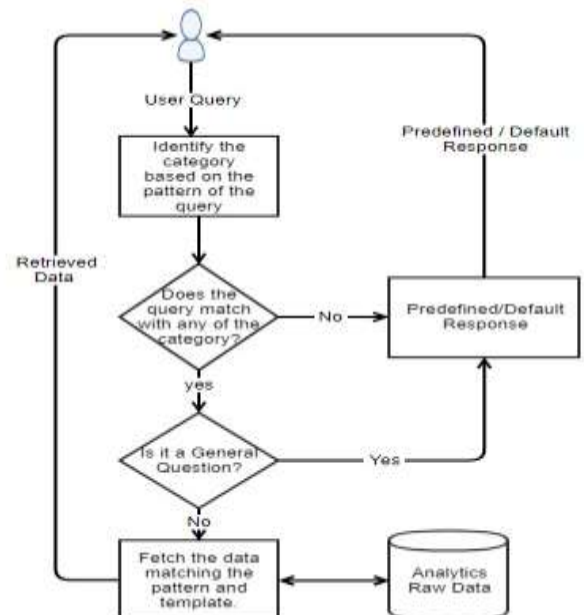 User Query
Identify the
category
based on the
pattern of the
query
Predefined / Default
Response
Retrieved
Data
Does the
query match
with any of the
category?
No
Predefined/Default
Response
yes
Is it a General
Question?
Yes
No
Fetch the data
matching the
pattern and
template.
Analytics
Raw Data